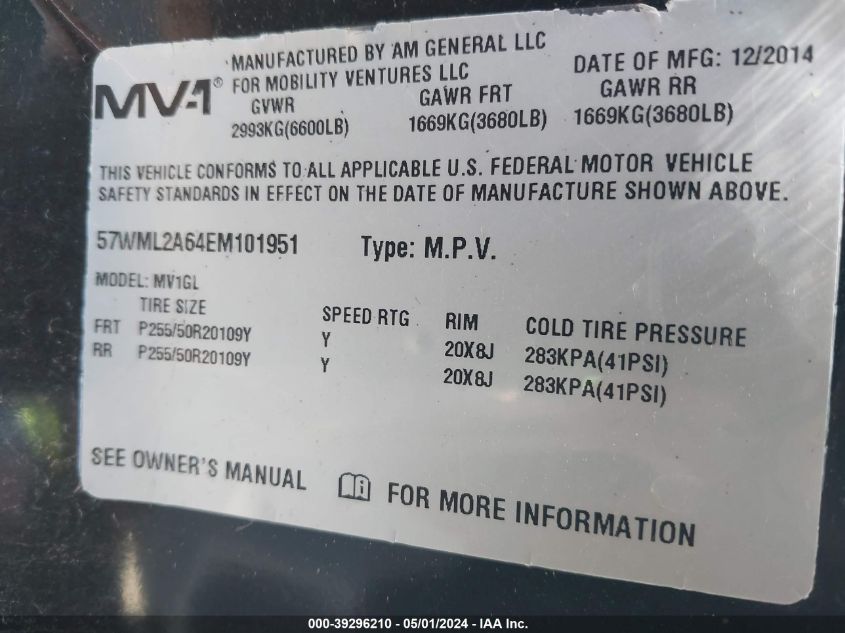 MV-1® MANUFACTURED BY AM GENERAL LLC DATE OF MFG: 12/2014
FOR MOBILITY VENTURES LLC
GVWR GAWR FRT GAWR RR
2993KG(6600LB) 1669KG(3680LB) 1669KG(3680LB)
THIS VEHICLE CONFORMS TO ALL APPLICABLE U.S. FEDERAL MOTOR VEHICLE
SAFETY STANDARDS IN EFFECT ON THE DATE OF MANUFACTURE SHOWN ABOVE.
57WML2A64EM101951 Type: M.P.V.
MODEL: MV1GL
TIRE SIZE SPEED RTG RIM COLD TIRE PRESSURE
FRT P255/50R20109Y Y 20X8J 283KPA(41PSI)
RR P255/50R20109Y Y 20X8J 283KPA(41PSI)
SEE OWNER'S MANUAL FOR MORE INFORMATION
000-39296210 - 05/01/2024 - IAA Inc.